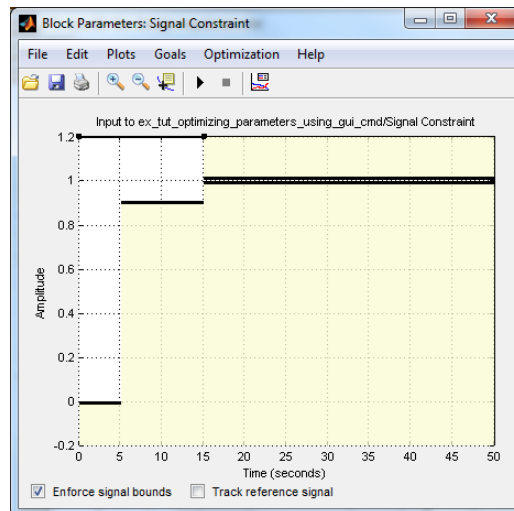 Block Parameters: Signal Constraint
File Edit Plots Goals Optimization Help
Input to ex_tut_optimizing_parameters_using_gui_cmd/Signal Constraint
1.2
1
0.8
0.6
0.4
0.2
0
-0.2
Amplitude
0 5 10 15 20 25 30 35 40 45 50
Time (seconds)
Enforce signal bounds Track reference signal